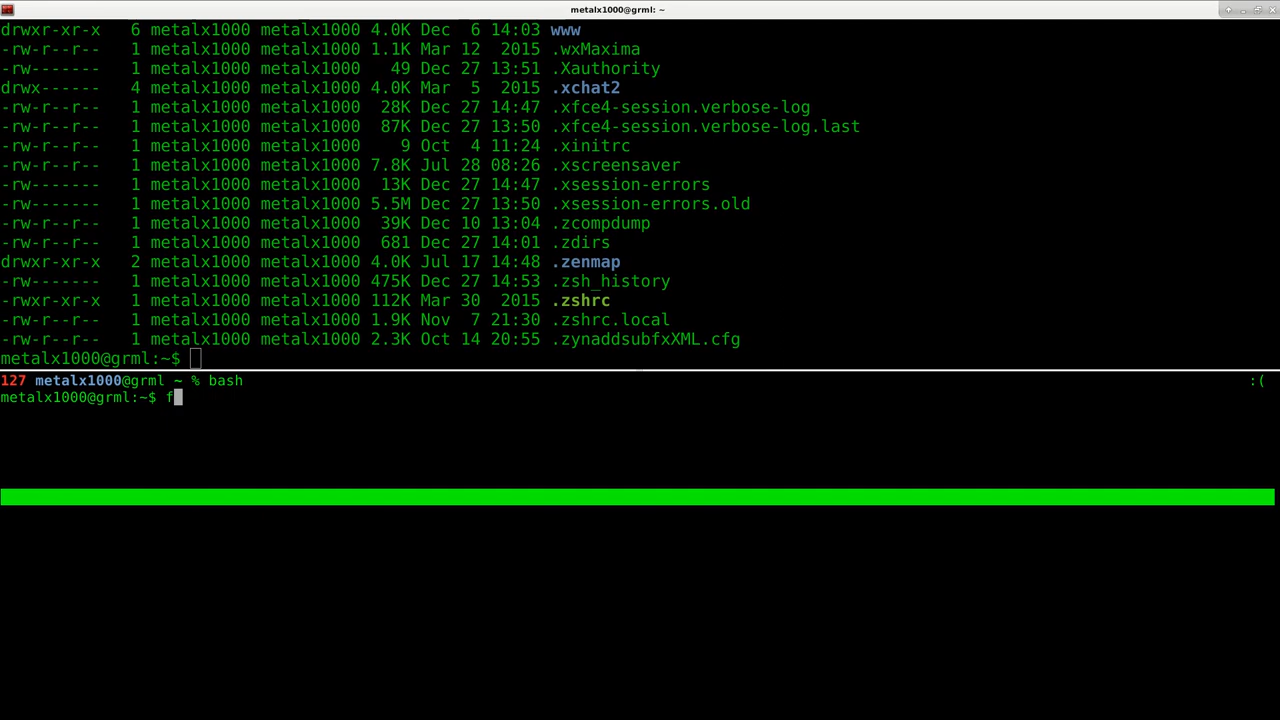 metalx1000@grml: ~
drwxr-xr-x 6 metalx1000 metalx1000 4.0K Dec 6 14:03 www
-rw-r--r-- 1 metalx1000 metalx1000 1.1K Mar 12 2015 .wxMaxima
-rw------- 1 metalx1000 metalx1000 49 Dec 27 13:51 .Xauthority
drwx------ 4 metalx1000 metalx1000 4.0K Mar 5 2015 .xchat2
-rw-r--r-- 1 metalx1000 metalx1000 28K Dec 27 14:47 .xfce4-session.verbose-log
-rw-r--r-- 1 metalx1000 metalx1000 87K Dec 27 13:50 .xfce4-session.verbose-log.last
-rw-r--r-- 1 metalx1000 metalx1000 9 Oct 4 11:24 .xinitrc
-rw-r--r-- 1 metalx1000 metalx1000 7.8K Jul 28 08:26 .xscreensaver
-rw------- 1 metalx1000 metalx1000 13K Dec 27 14:47 .xsession-errors
-rw------- 1 metalx1000 metalx1000 5.5M Dec 27 13:50 .xsession-errors.old
-rw-r--r-- 1 metalx1000 metalx1000 39K Dec 10 13:04 .zcompdump
-rw-r--r-- 1 metalx1000 metalx1000 681 Dec 27 14:01 .zdirs
drwxr-xr-x 2 metalx1000 metalx1000 4.0K Jul 17 14:48 .zenmap
-rw------- 1 metalx1000 metalx1000 475K Dec 27 14:53 .zsh_history
-rwxr-xr-x 1 metalx1000 metalx1000 112K Mar 30 2015 .zshrc
-rw-r--r-- 1 metalx1000 metalx1000 1.9K Nov 7 21:30 .zshrc.local
-rw-r--r-- 1 metalx1000 metalx1000 2.3K Oct 14 20:55 .zynaddsubfxXML.cfg
metalx1000@grml:~$
127 metalx1000@grml ~ % bash :(
metalx1000@grml:~$ f